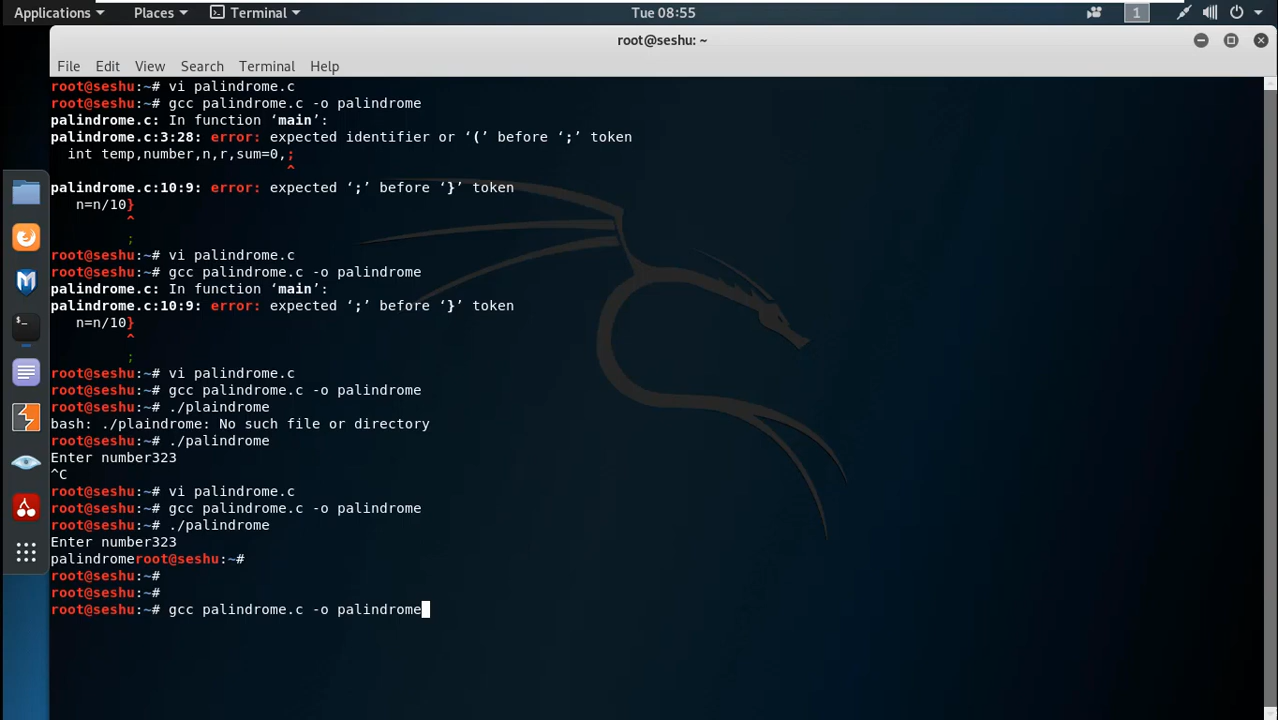 Applications Places Terminal Tue 08:55 1
root@seshu: ~
File Edit View Search Terminal Help
root@seshu:~# vi palindrome.c
root@seshu:~# gcc palindrome.c -o palindrome
palindrome.c: In function ‘main’:
palindrome.c:3:28: error: expected identifier or ‘(’ before ‘;’ token
  int temp,number,n,r,sum=0,;
                            ^
palindrome.c:10:9: error: expected ‘;’ before ‘}’ token
   n=n/10}
         ^
         ;
root@seshu:~# vi palindrome.c
root@seshu:~# gcc palindrome.c -o palindrome
palindrome.c: In function ‘main’:
palindrome.c:10:9: error: expected ‘;’ before ‘}’ token
   n=n/10}
         ^
         ;
root@seshu:~# vi palindrome.c
root@seshu:~# gcc palindrome.c -o palindrome
root@seshu:~# ./plaindrome
bash: ./plaindrome: No such file or directory
root@seshu:~# ./palindrome
Enter number323
^C
root@seshu:~# vi palindrome.c
root@seshu:~# gcc palindrome.c -o palindrome
root@seshu:~# ./palindrome
Enter number323
palindromeroot@seshu:~#
root@seshu:~#
root@seshu:~#
root@seshu:~# gcc palindrome.c -o palindrome